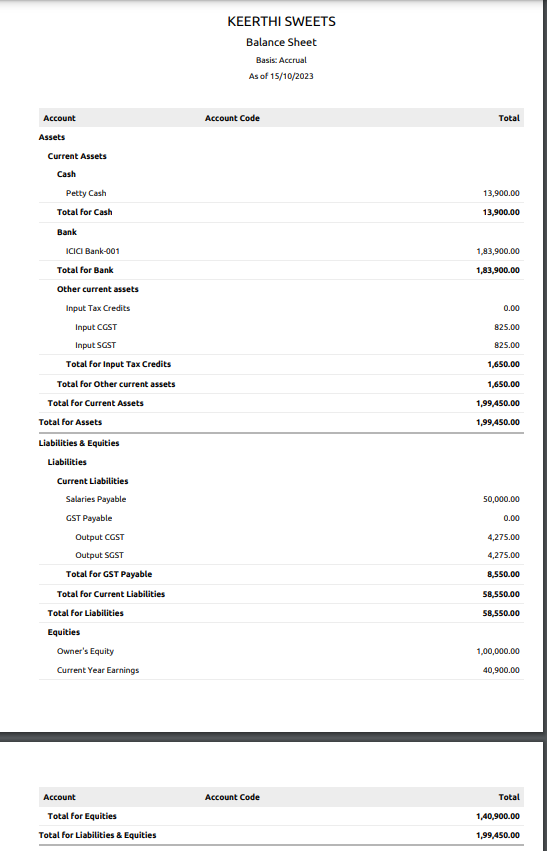 KEERTHI SWEETS
Balance Sheet
Basis: Accrual
As of 15/10/2023
Account Account Code Total
Assets
Current Assets
Cash
Petty Cash 13,900.00
Total for Cash 13,900.00
Bank
ICICI Bank-001 1,83,900.00
Total for Bank 1,83,900.00
Other current assets
Input Tax Credits 0.00
Input CGST 825.00
Input SGST 825.00
Total for Input Tax Credits 1,650.00
Total for Other current assets 1,650.00
Total for Current Assets 1,99,450.00
Total for Assets 1,99,450.00
Liabilities & Equities
Liabilities
Current Liabilities
Salaries Payable 50,000.00
GST Payable 0.00
Output CGST 4,275.00
Output SGST 4,275.00
Total for GST Payable 8,550.00
Total for Current Liabilities 58,550.00
Total for Liabilities 58,550.00
Equities
Owner's Equity 1,00,000.00
Current Year Earnings 40,900.00
Account Account Code Total
Total for Equities 1,40,900.00
Total for Liabilities & Equities 1,99,450.00